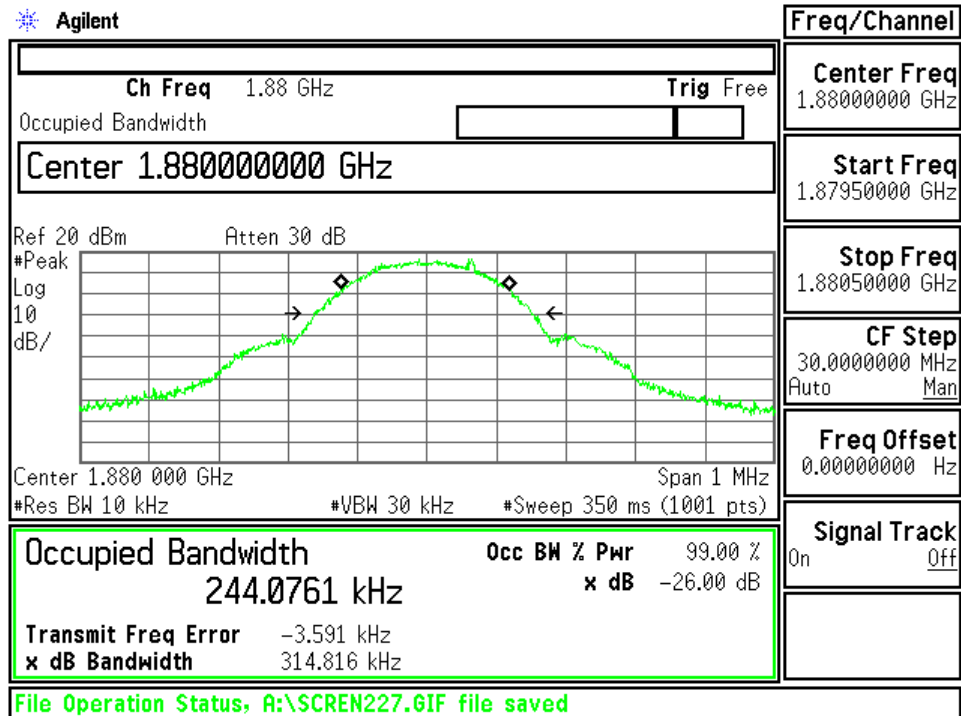 Agilent
Freq/Channel
Ch Freq 1.88 GHz Trig Free
Occupied Bandwidth
Center 1.880000000 GHz
Ref 20 dBm Atten 30 dB
#Peak
Log
10
dB/
Center 1.880 000 GHz Span 1 MHz
#Res BW 10 kHz #VBW 30 kHz #Sweep 350 ms (1001 pts)
Occupied Bandwidth
244.0761 kHz
Occ BW % Pwr 99.00 %
x dB -26.00 dB
Transmit Freq Error -3.591 kHz
x dB Bandwidth 314.816 kHz
Center Freq
1.88000000 GHz
Start Freq
1.87950000 GHz
Stop Freq
1.88050000 GHz
CF Step
30.0000000 MHz
Auto Man
Freq Offset
0.00000000 Hz
Signal Track
On Off
File Operation Status, A:\SCREN227.GIF file saved